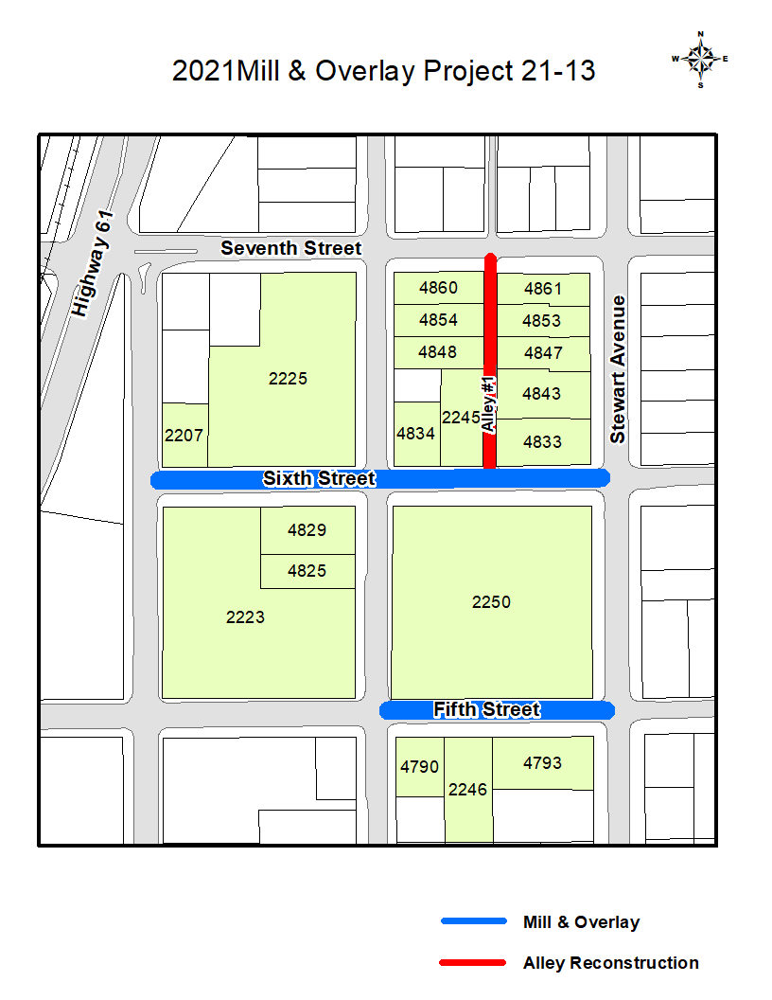 N
W E
S
2021Mill & Overlay Project 21-13
Highway 61
Seventh Street
4860
4861
4854
4853
4848
4847
2225
4843
Stewart Avenue
Alley #1
2245
4834
2207
4833
Sixth Street
4829
4825
2223
2250
Fifth Street
4790
2246
4793
Mill & Overlay
Alley Reconstruction